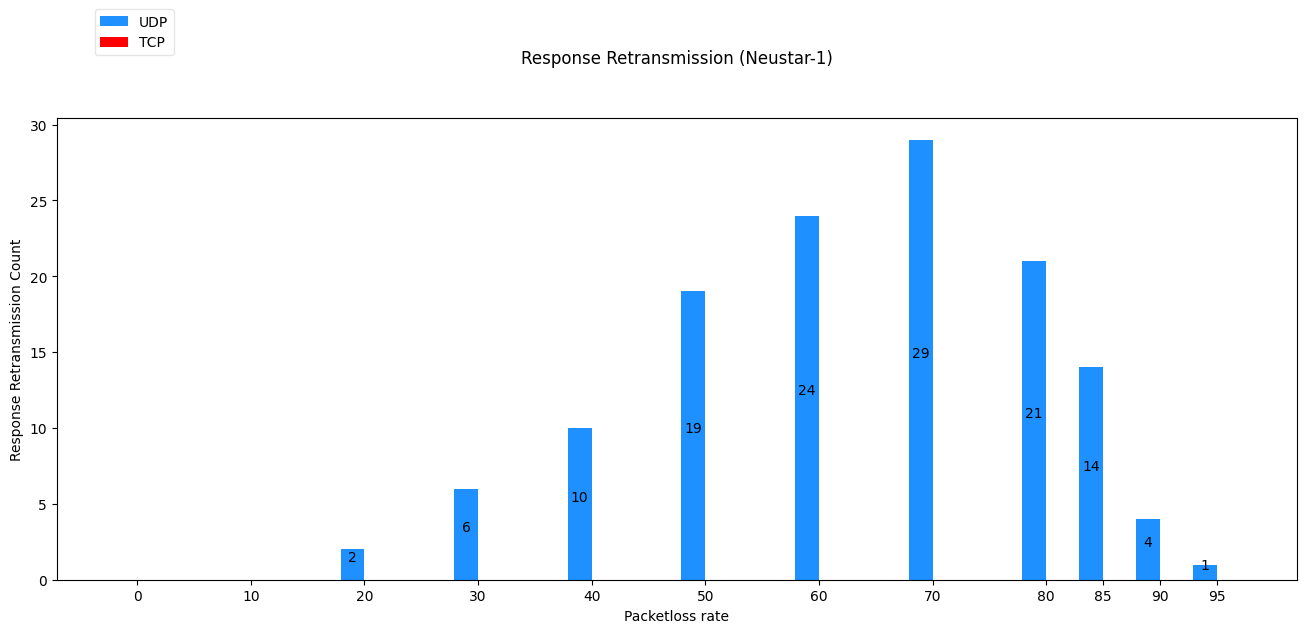 UDP
TCP
Response Retransmission (Neustar-1)
30
25
20
15
10
5
0
Response Retransmission Count
2
6
10
19
24
29
21
14
4
1
0 10 20 30 40 50 60 70 80 85 90 95
Packetloss rate